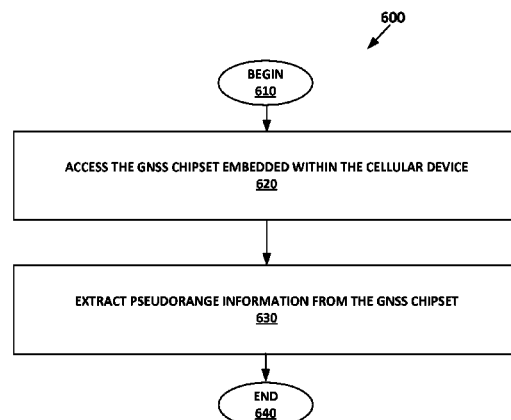 600
BEGIN
610
ACCESS THE GNSS CHIPSET EMBEDDED WITHIN THE CELLULAR DEVICE
620
EXTRACT PSEUDORANGE INFORMATION FROM THE GNSS CHIPSET
630
END
640